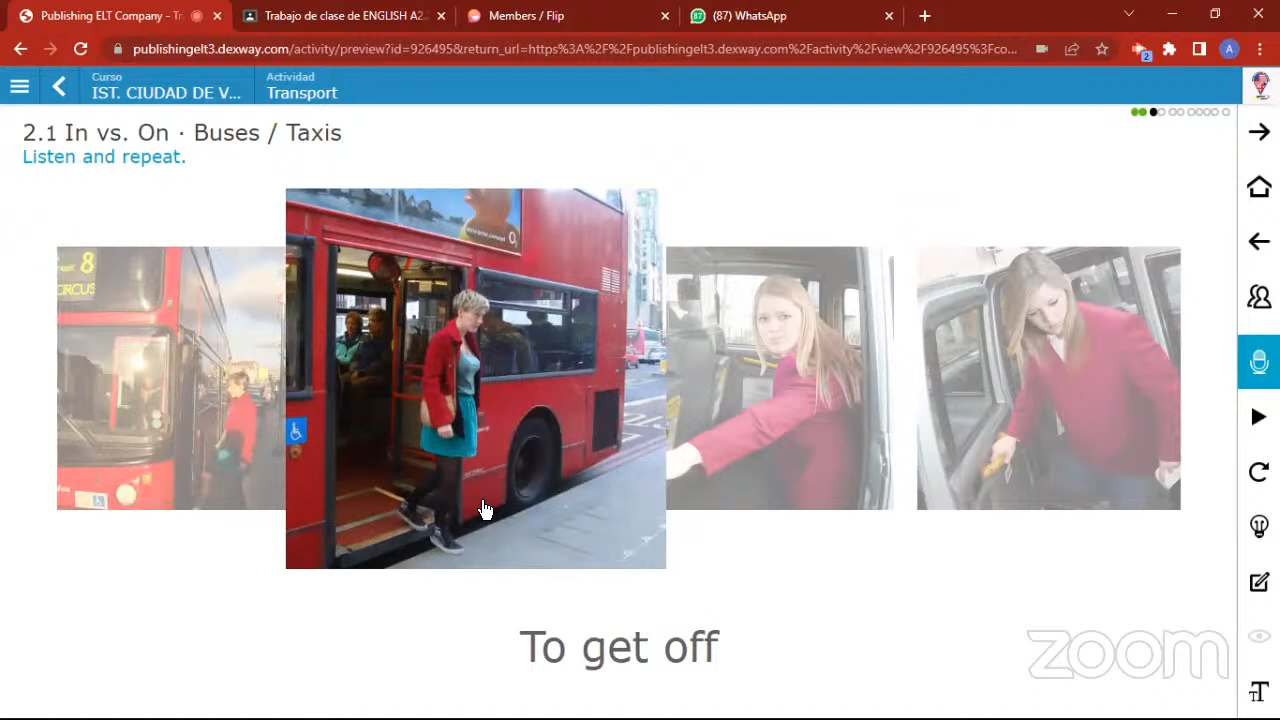 Publishing ELT Company - Tr
Trabajo de clase de ENGLISH A2
Members / Flip
87
(87) WhatsApp
publishingelt3.dexway.com/activity/preview?id=926495&return_url=https%3A%2F%2Fpublishingelt3.dexway.com%2Factivity%2Fview%2F926495%3Fco...
2
A
Curso
IST. CIUDAD DE V...
Actividad
Transport
2.1 In vs. On · Buses / Taxis
Listen and repeat.
8
CIRCUS
To get off
zoom
T